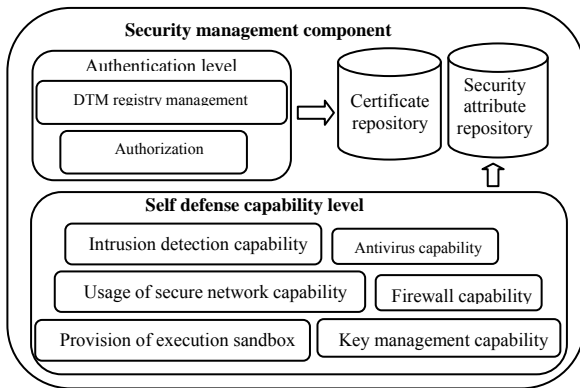 Security management component
Authentication level
DTM registry management
Authorization
Certificate
repository
Security
attribute
repository
Self defense capability level
Intrusion detection capability
Antivirus capability
Usage of secure network capability
Firewall capability
Provision of execution sandbox
Key management capability